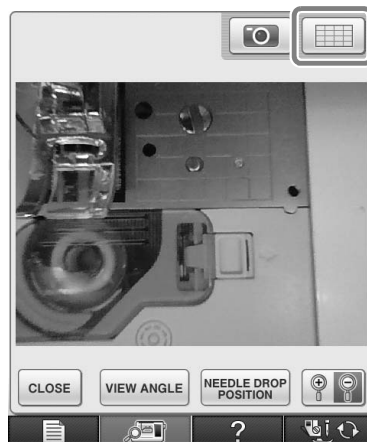 CLOSE
VIEW ANGLE
NEEDLE DROP
POSITION
?
i